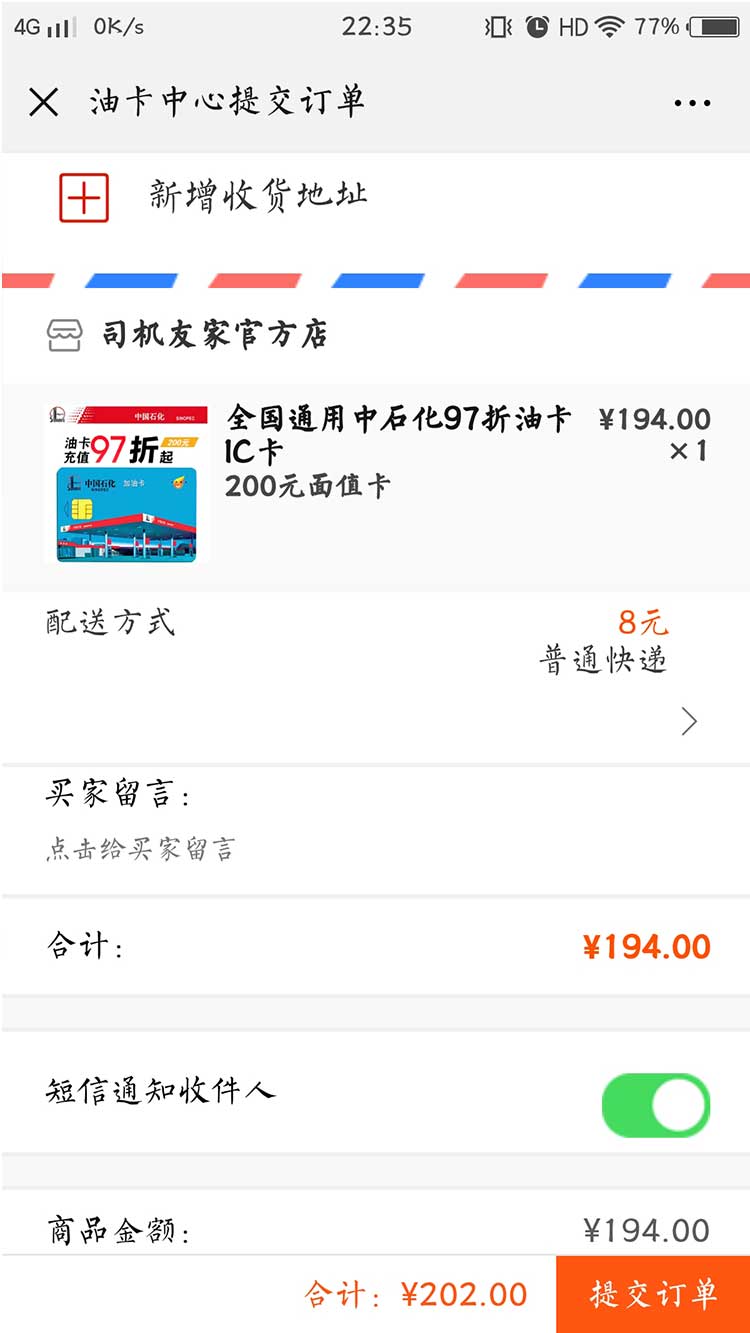 4G 0K/s 22:35 HD 77%
油卡中心提交订单
新增收货地址
司机友家官方店
中国石化 SINOPEC
油卡
充值97折起
200元
中国石化 加油卡
SINOPEC
全国通用中石化97折油卡 ¥194.00
IC卡 ×1
200元面值卡
配送方式 8元
普通快递
买家留言：
点击给买家留言
合计： ¥194.00
短信通知收件人
商品金额： ¥194.00
合计：¥202.00 提交订单